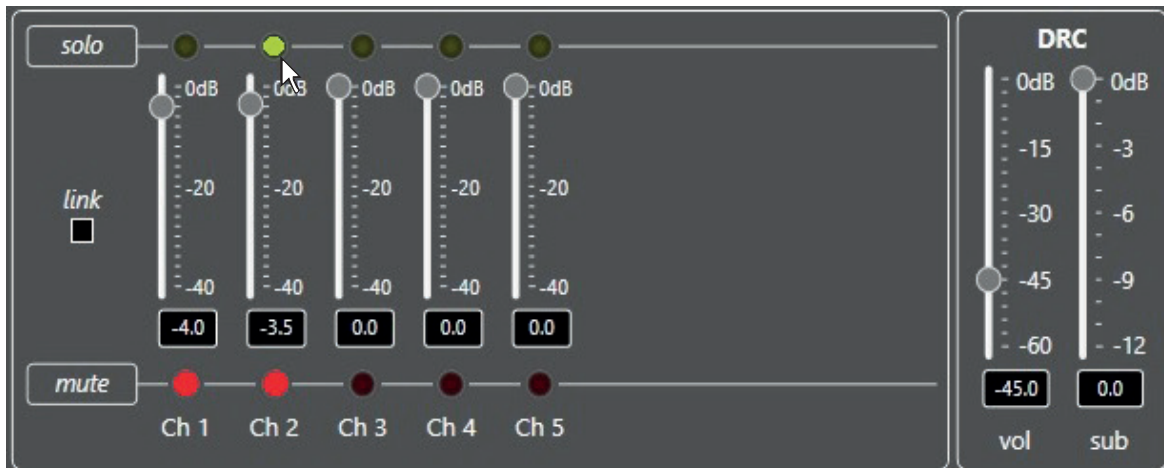 solo
0dB 0dB 0dB 0dB 0dB
-20 -20 -20 -20 -20
link
-40 -40 -40 -40 -40
-4.0 -3.5 0.0 0.0 0.0
mute
Ch 1 Ch 2 Ch 3 Ch 4 Ch 5
DRC
0dB 0dB
-15 -3
-30 -6
-45 -9
-60 -12
-45.0 0.0
vol sub